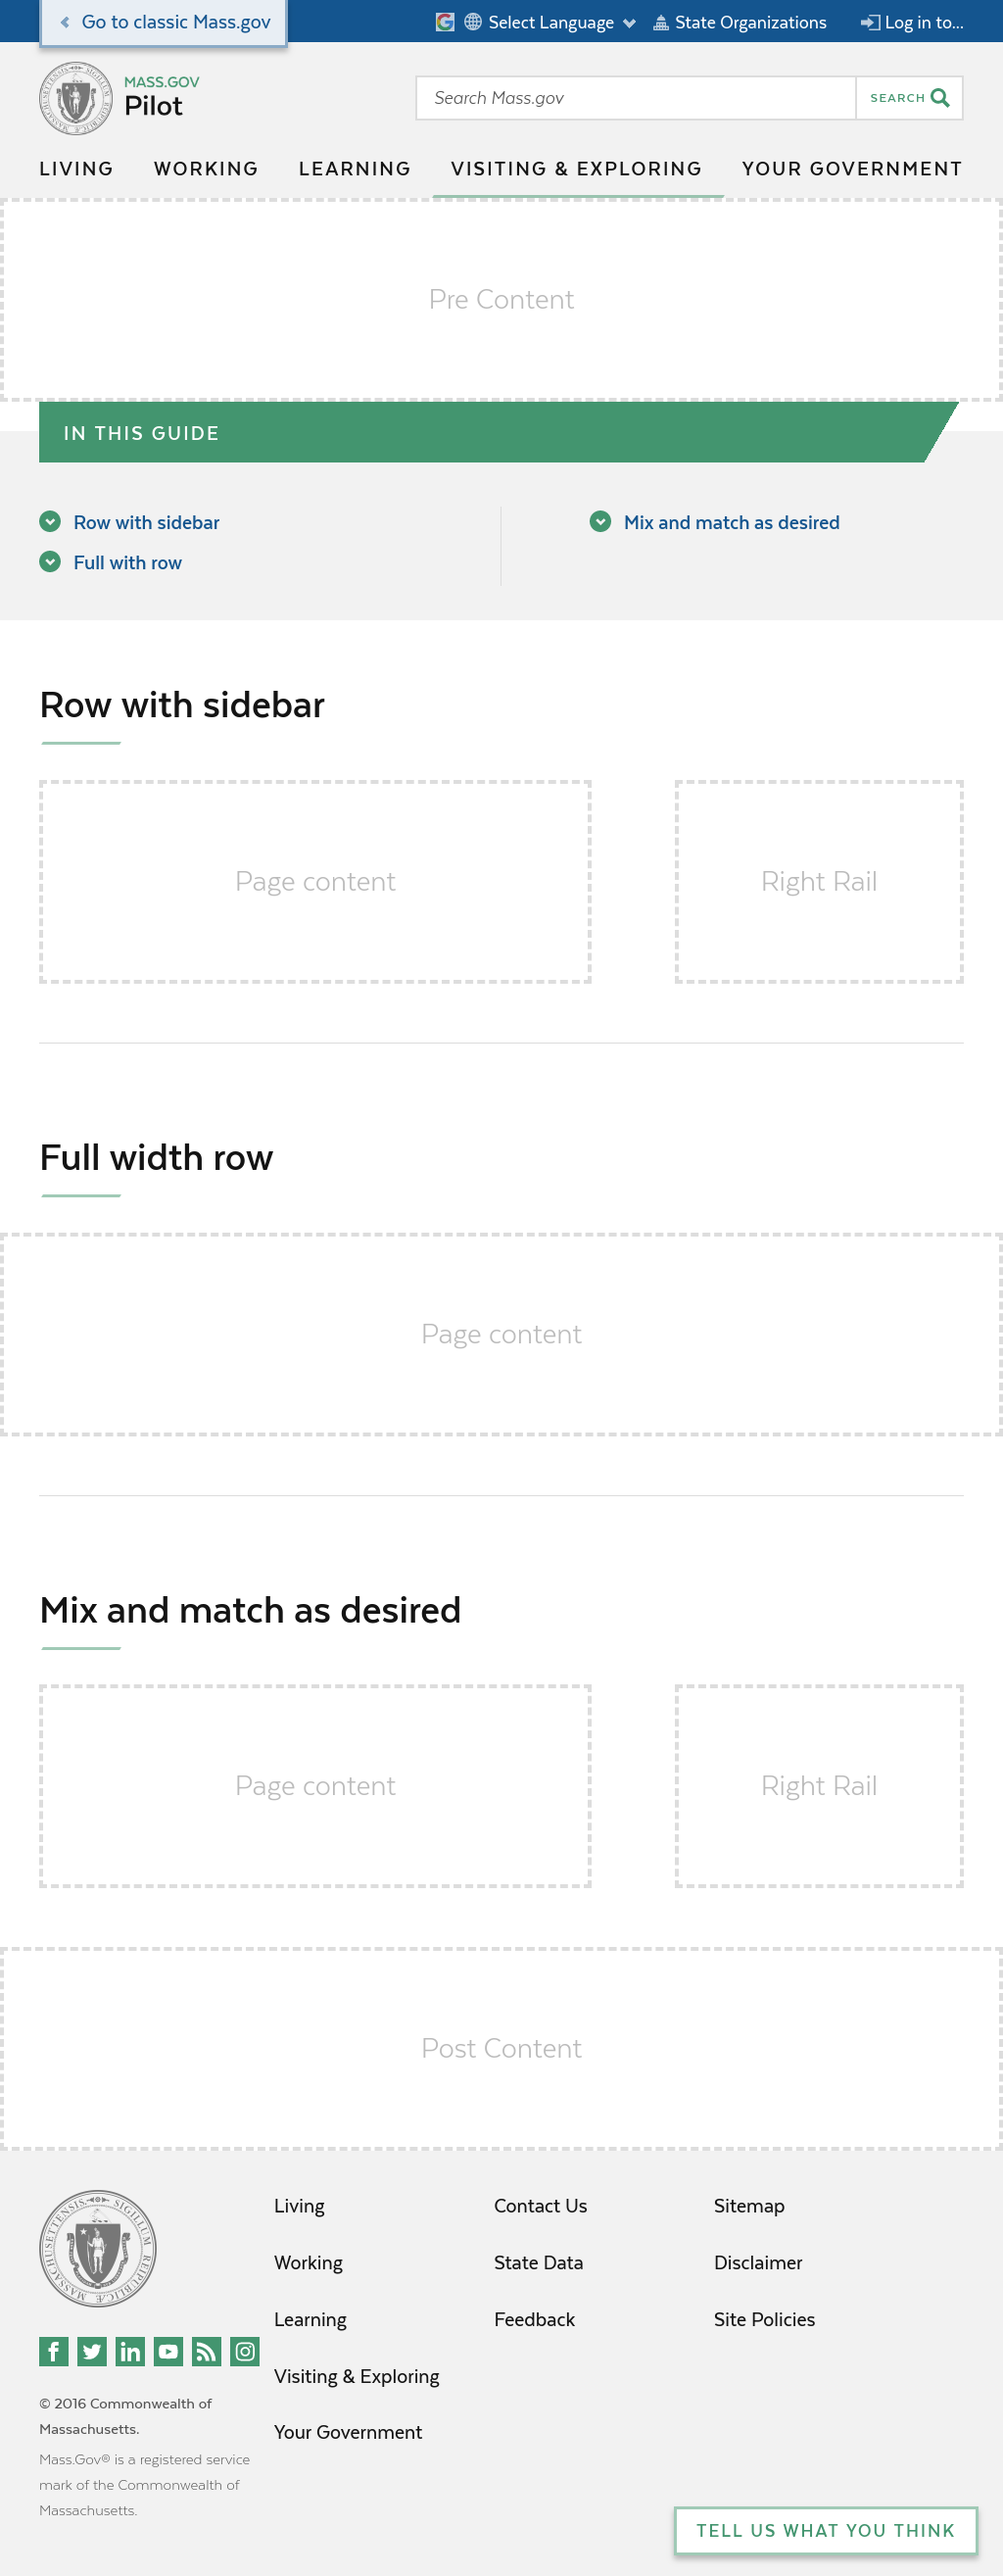 Go to classic Mass.gov
Select Language
State Organizations
Log in to...
MASS.GOV
Pilot
Search Mass.gov
SEARCH
LIVING
WORKING
LEARNING
VISITING & EXPLORING
YOUR GOVERNMENT
Pre Content
IN THIS GUIDE
Row with sidebar
Full with row
Mix and match as desired
Row with sidebar
Page content
Right Rail
Full width row
Page content
Mix and match as desired
Page content
Right Rail
Post Content
Living
Working
Learning
Visiting & Exploring
Your Government
Contact Us
State Data
Feedback
Sitemap
Disclaimer
Site Policies
© 2016 Commonwealth of
Massachusetts.
Mass.Gov® is a registered service
mark of the Commonwealth of
Massachusetts.
TELL US WHAT YOU THINK